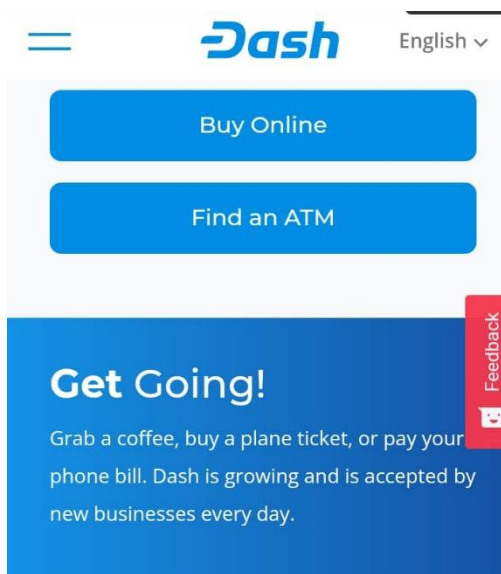 Dash
English
Buy Online
Find an ATM
Feedback
Get Going!
Grab a coffee, buy a plane ticket, or pay your
phone bill. Dash is growing and is accepted by
new businesses every day.